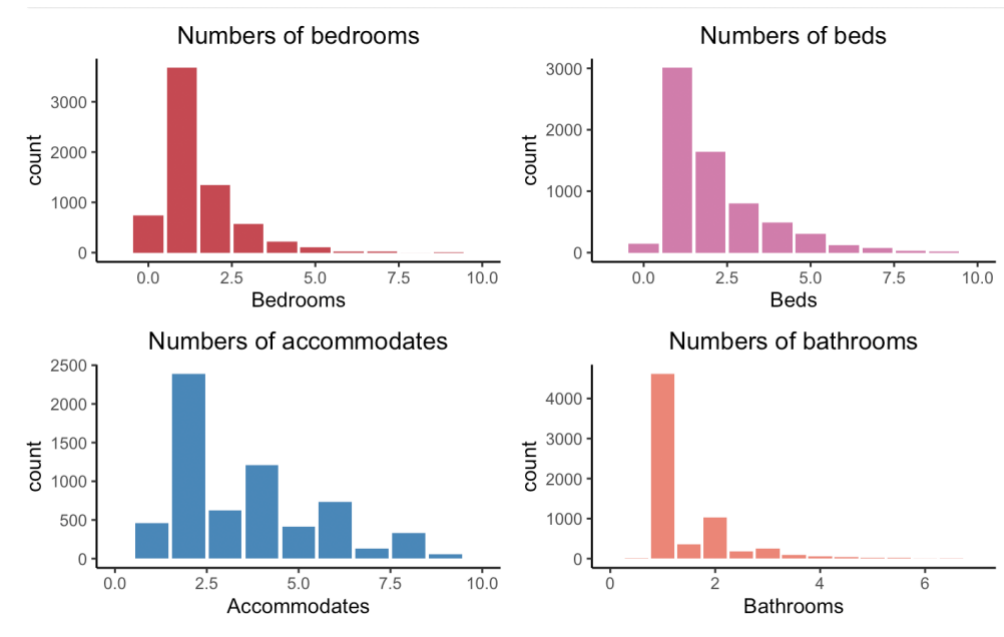 Numbers of bedrooms
count
3000
2000
1000
0
0.0 2.5 5.0 7.5 10.0
Bedrooms
Numbers of beds
count
3000
2000
1000
0
0.0 2.5 5.0 7.5 10.0
Beds
Numbers of accommodates
count
2500
2000
1500
1000
500
0
0.0 2.5 5.0 7.5 10.0
Accommodates
Numbers of bathrooms
count
4000
3000
2000
1000
0
0 2 4 6
Bathrooms